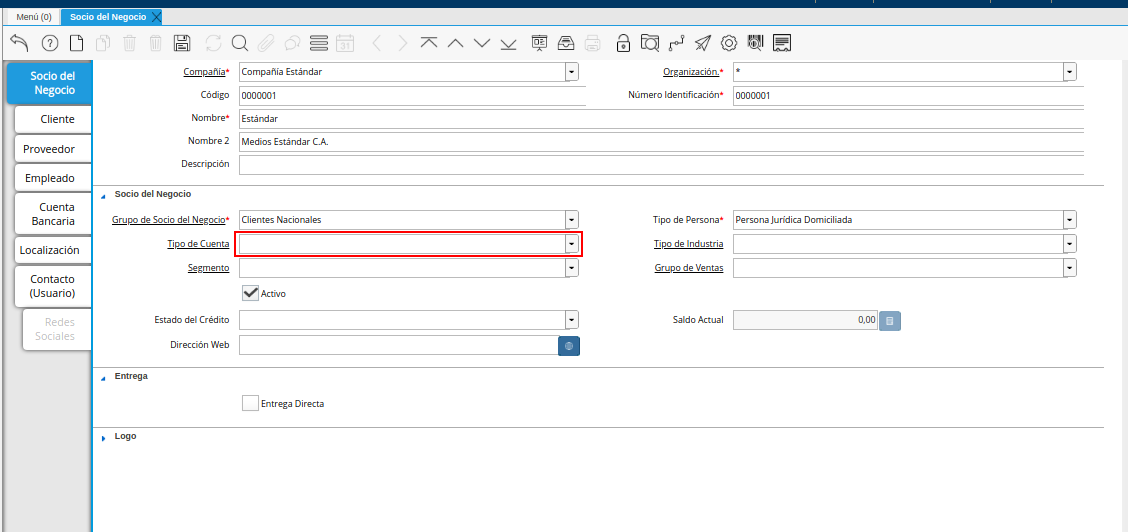 Menú (0)
Socio del Negocio
Socio del Negocio
Cliente
Proveedor
Empleado
Cuenta Bancaria
Localización
Contacto (Usuario)
Redes Sociales
31
Compañía* Compañía Estándar
Organización.* *
Código 0000001
Número Identificación* 0000001
Nombre* Estándar
Nombre 2 Medios Estándar C.A.
Descripción
Socio del Negocio
Grupo de Socio del Negocio* Clientes Nacionales
Tipo de Persona* Persona Jurídica Domiciliada
Tipo de Cuenta
Tipo de Industria
Segmento
Grupo de Ventas
Activo
Estado del Crédito
Saldo Actual 0,00
Dirección Web
Entrega
Entrega Directa
Logo